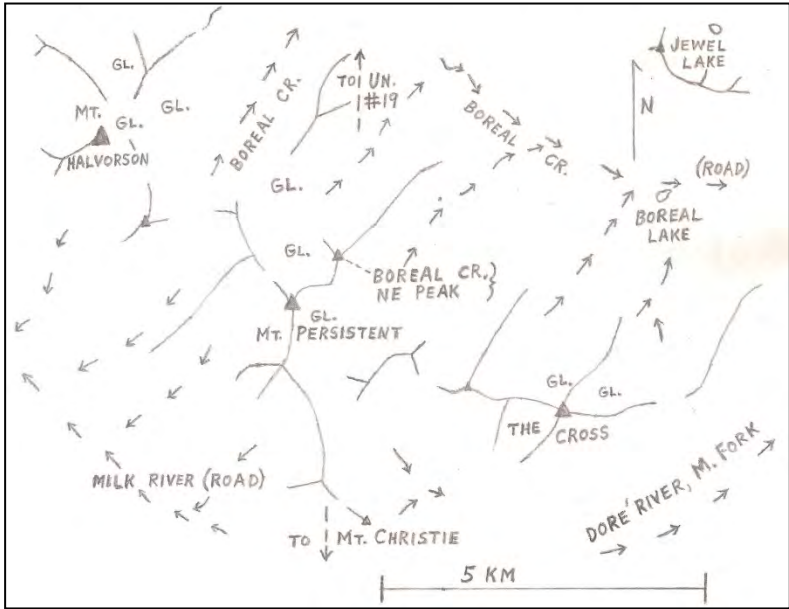 GL.
MT.
GL.
GL.
HALVORSON
BOREAL CR.
TO UN.
#19
BOREAL
CR.
JEWEL
LAKE
N
(ROAD)
BOREAL
LAKE
GL.
GL.
BOREAL CR.}
NE PEAK
GL.
MT. PERSISTENT
GL.
GL.
THE CROSS
MILK RIVER (ROAD)
TO MT. CHRISTIE
DORÉ RIVER, M. FORK
5 KM